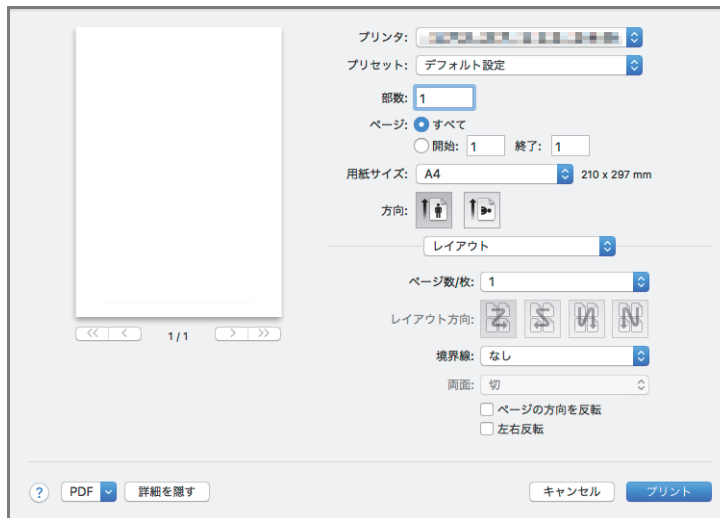 プリンタ:
プリセット: デフォルト設定
部数: 1
ページ: すべて
開始: 1 終了: 1
用紙サイズ: A4 210 x 297 mm
方向:
レイアウト
ページ数/枚: 1
レイアウト方向:
境界線: なし
両面: 切
ページの方向を反転
左右反転
<< < 1 / 1 > >>
? PDF 詳細を隠す キャンセル プリント